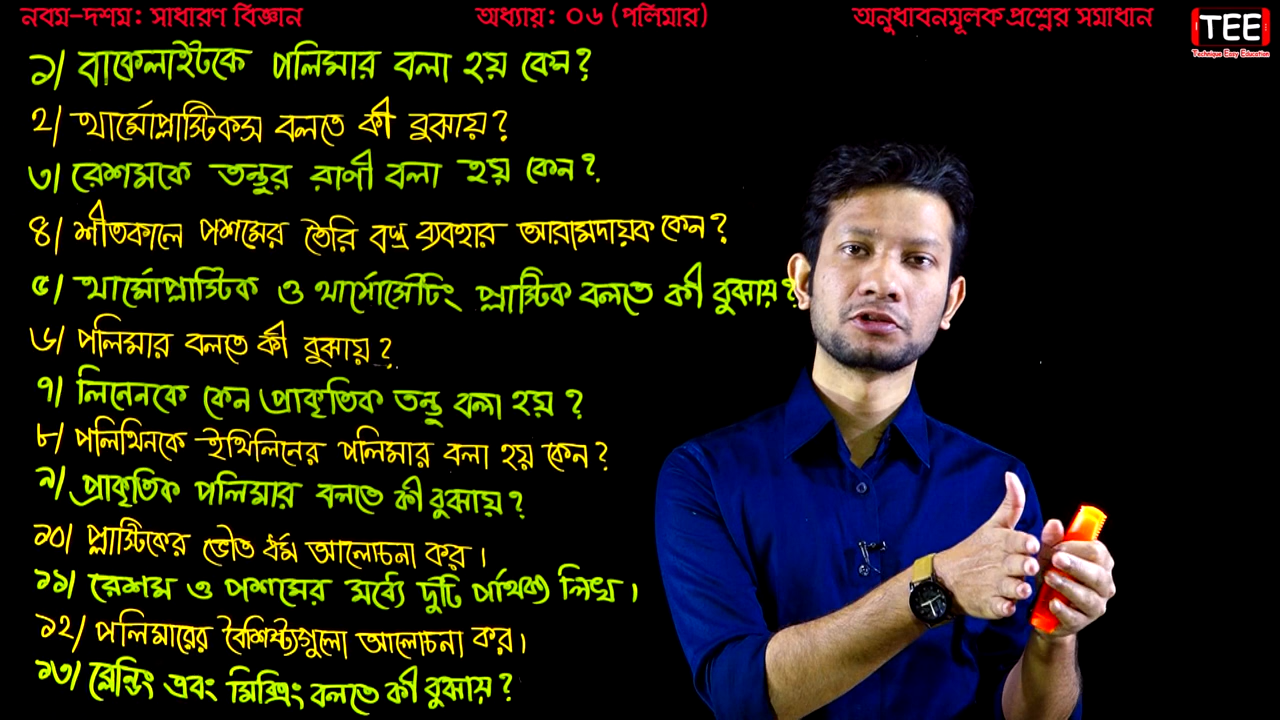 নবম-দশম: সাধারণ বিজ্ঞান
অধ্যায়: ০৬ (পলিমার)
অনুধাবনমূলক প্রশ্নের সমাধান
TEE
Technique Easy Education
১/ বাকেলাইটকে পলিমার বলা হয় কেন?
২/ থার্মোপ্লাস্টিকস বলতে কী বুঝায়?
৩/ রেশমকে তন্তুর রাণী বলা হয় কেন?
৪/ শীতকালে পশমের তৈরি বস্ত্র ব্যবহার আরামদায়ক কেন?
৫/ থার্মোপ্লাস্টিক ও থার্মোসেটিং প্লাস্টিক বলতে কী বুঝায়?
৬/ পলিমার বলতে কী বুঝায়?
৭/ লিনেনকে কেন প্রাকৃতিক তন্তু বলা হয়?
৮/ পলিথিনকে ইথিলিনের পলিমার বলা হয় কেন?
৯/ প্রাকৃতিক পলিমার বলতে কী বুঝায়?
১০/ প্লাস্টিকের ভৌত ধর্ম আলোচনা কর।
১১/ রেশম ও পশমের মধ্যে দুটি পার্থক্য লিখ।
১২/ পলিমারের বৈশিষ্ট্যগুলো আলোচনা কর।
১৩/ ব্লেন্ডিং এবং মিক্সিং বলতে কী বুঝায়?